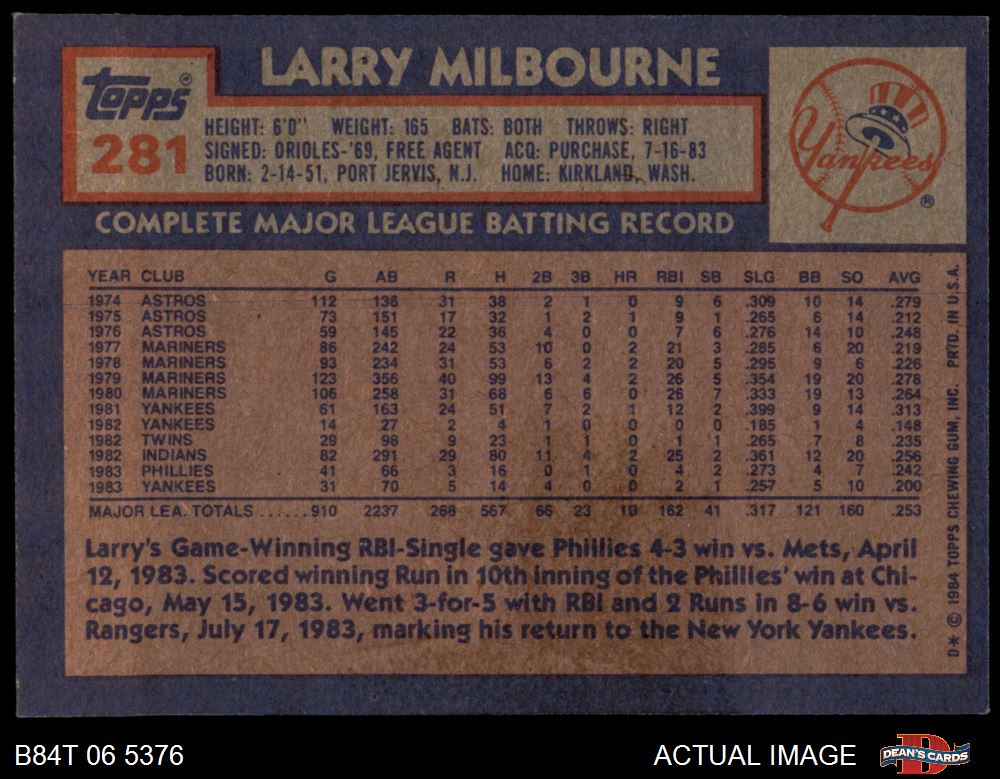 LARRY MILBOURNE
TOPPS®
281
HEIGHT: 6'0" WEIGHT: 165 BATS: BOTH THROWS: RIGHT
SIGNED: ORIOLES-'69, FREE AGENT ACQ: PURCHASE, 7-16-83
BORN: 2-14-51, PORT JERVIS, N.J. HOME: KIRKLAND, WASH.
Yankees
®
COMPLETE MAJOR LEAGUE BATTING RECORD
YEAR CLUB G AB R H 2B 3B HR RBI SB SLG BB SO AVG
1974 ASTROS 112 136 31 38 2 1 0 9 6 .309 10 14 .279
1975 ASTROS 73 151 17 32 1 2 1 9 1 .265 6 14 .212
1976 ASTROS 59 145 22 36 4 0 0 7 6 .276 14 10 .248
1977 MARINERS 86 242 24 53 10 0 2 21 3 .285 6 20 .219
1978 MARINERS 93 234 31 53 6 2 2 20 5 .295 9 6 .226
1979 MARINERS 123 356 40 99 13 4 2 26 5 .354 19 20 .278
1980 MARINERS 106 258 31 68 6 6 0 26 7 .333 19 13 .264
1981 YANKEES 61 163 24 51 7 2 1 12 2 .399 9 14 .313
1982 YANKEES 14 27 2 4 1 0 0 0 0 .185 1 4 .148
1982 TWINS 29 98 9 23 1 1 0 1 1 .265 7 8 .235
1982 INDIANS 82 291 29 80 11 4 2 25 2 .361 12 20 .256
1983 PHILLIES 41 66 3 16 0 1 0 4 2 .273 4 7 .242
1983 YANKEES 31 70 5 14 4 0 0 2 1 .257 5 10 .200
MAJOR LEA. TOTALS ......910 2237 268 567 66 23 10 162 41 .317 121 160 .253
Larry's Game-Winning RBI-Single gave Phillies 4-3 win vs. Mets, April
12, 1983. Scored winning Run in 10th inning of the Phillies' win at Chi-
cago, May 15, 1983. Went 3-for-5 with RBI and 2 Runs in 8-6 win vs.
Rangers, July 17, 1983, marking his return to the New York Yankees.
D* © 1984 TOPPS CHEWING GUM, INC. PRTD. IN U.S.A.
B84T 06 5376
ACTUAL IMAGE
DEAN'S CARDS